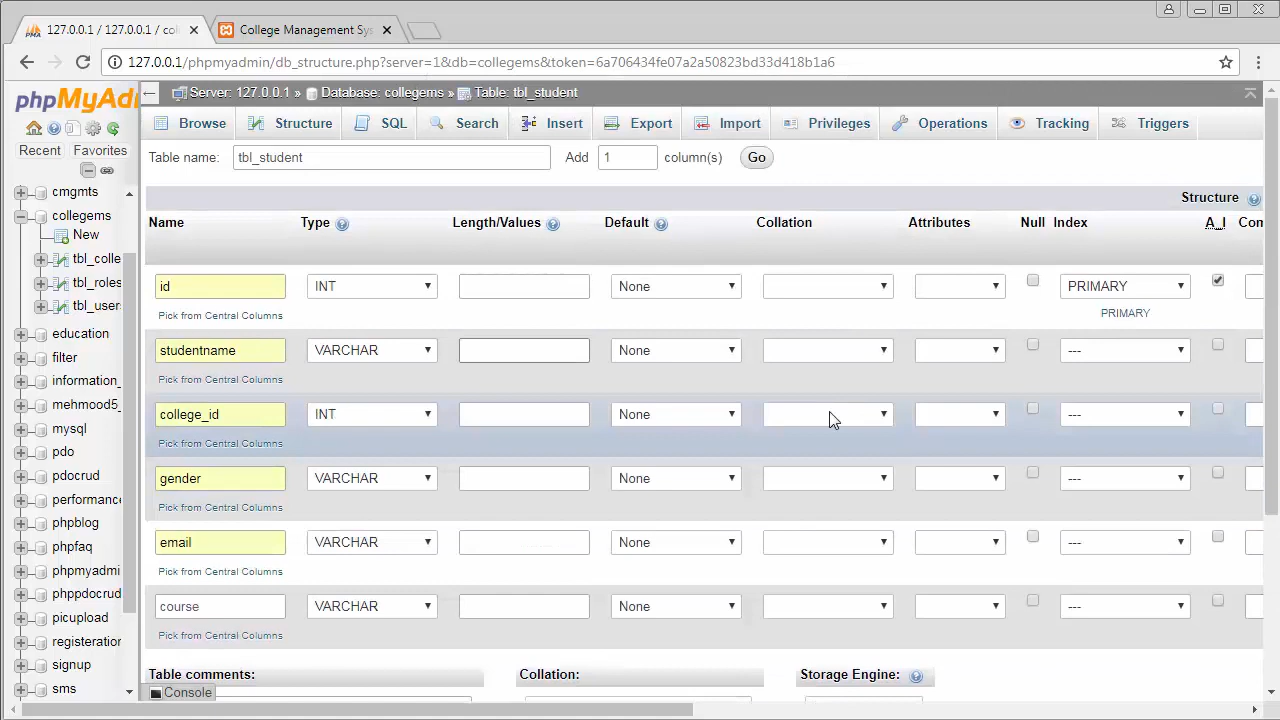 127.0.0.1 / 127.0.0.1 / col
College Management Sys
127.0.0.1/phpmyadmin/db_structure.php?server=1&db=collegems&token=6a706434fe07a2a50823bd33d418b1a6
phpMyAdmin
Recent Favorites
cmgmts
collegems
New
tbl_colle
tbl_roles
tbl_users
education
filter
information_
mehmood5_
mysql
pdo
pdocrud
performance
phpblog
phpfaq
phpmyadmi
phppdocrud
picupload
registeration
signup
sms
Server: 127.0.0.1 » Database: collegems » Table: tbl_student
Browse Structure SQL Search Insert Export Import Privileges Operations Tracking Triggers
Table name: tbl_student Add 1 column(s) Go
Structure
Name Type Length/Values Default Collation Attributes Null Index A_I Com
id INT None PRIMARY
Pick from Central Columns PRIMARY
studentname VARCHAR None ---
Pick from Central Columns
college_id INT None ---
Pick from Central Columns
gender VARCHAR None ---
Pick from Central Columns
email VARCHAR None ---
Pick from Central Columns
course VARCHAR None ---
Pick from Central Columns
Table comments: Collation: Storage Engine:
Console